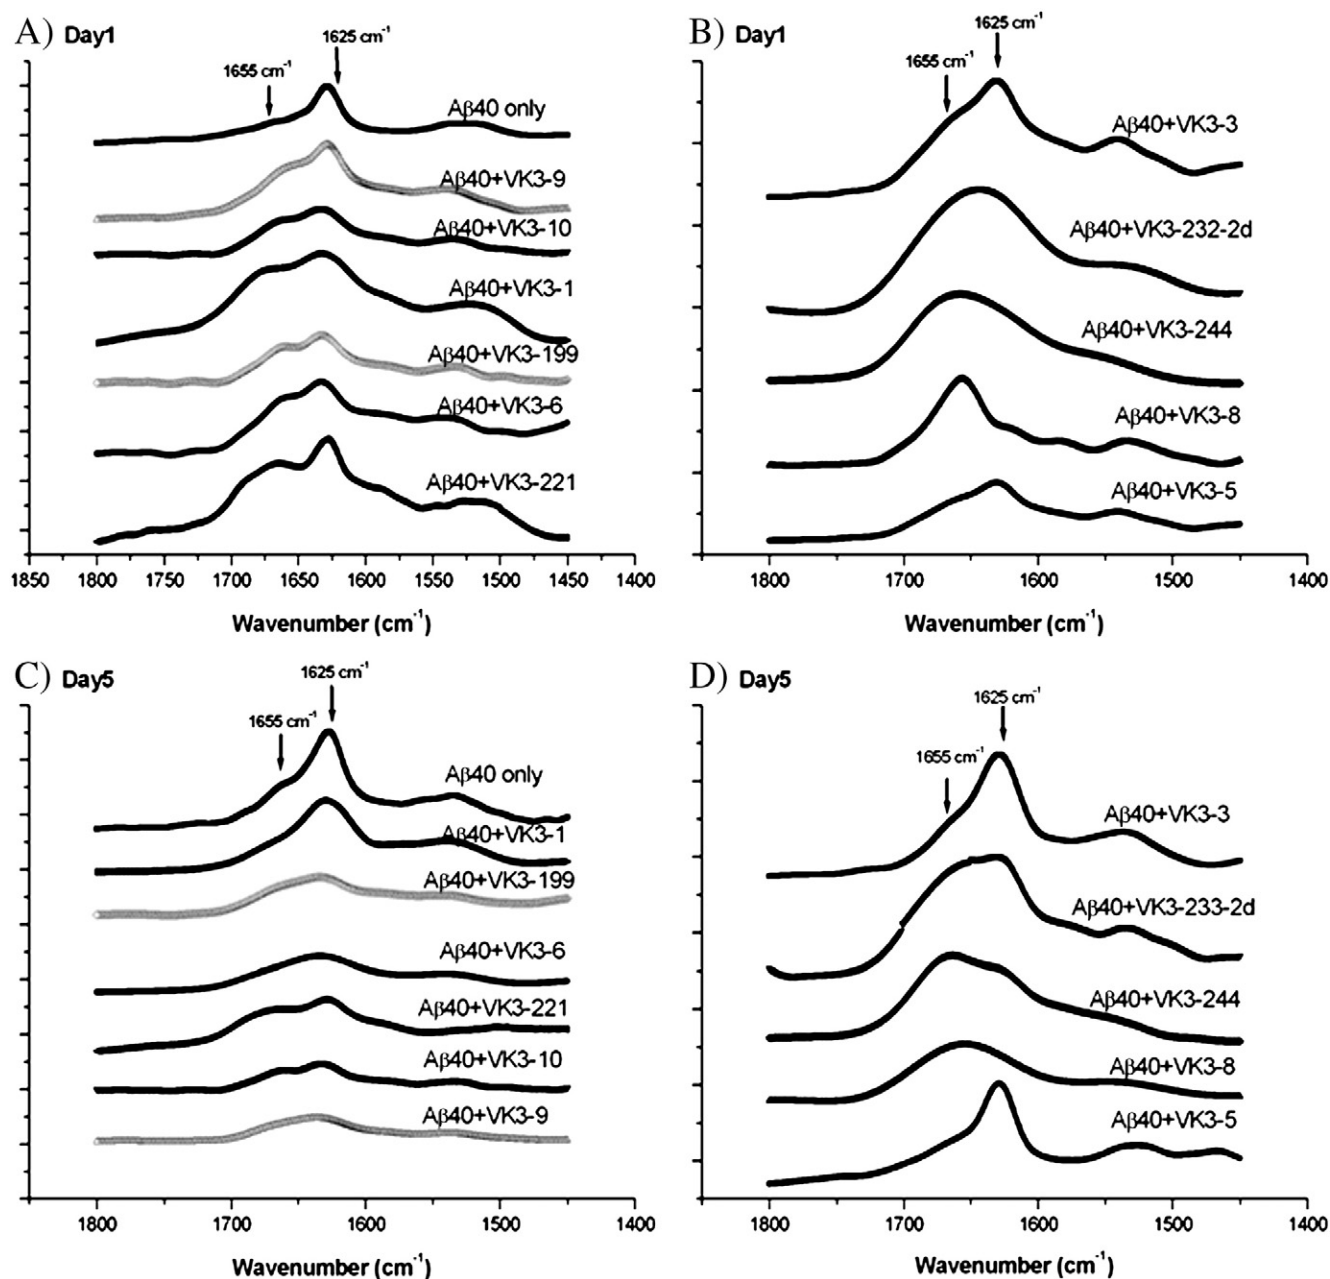 A) Day1
1625 cm⁻¹
1655 cm⁻¹
Aβ40 only
Aβ40+VK3-9
Aβ40+VK3-10
Aβ40+VK3-1
Aβ40+VK3-199
Aβ40+VK3-6
Aβ40+VK3-221
1850 1800 1750 1700 1650 1600 1550 1500 1450 1400
Wavenumber (cm⁻¹)
B) Day1
1625 cm⁻¹
1655 cm⁻¹
Aβ40+VK3-3
Aβ40+VK3-232-2d
Aβ40+VK3-244
Aβ40+VK3-8
Aβ40+VK3-5
1800 1700 1600 1500 1400
Wavenumber (cm⁻¹)
C) Day5
1625 cm⁻¹
1655 cm⁻¹
Aβ40 only
Aβ40+VK3-1
Aβ40+VK3-199
Aβ40+VK3-6
Aβ40+VK3-221
Aβ40+VK3-10
Aβ40+VK3-9
1800 1700 1600 1500 1400
Wavenumber (cm⁻¹)
D) Day5
1625 cm⁻¹
1655 cm⁻¹
Aβ40+VK3-3
Aβ40+VK3-233-2d
Aβ40+VK3-244
Aβ40+VK3-8
Aβ40+VK3-5
1800 1700 1600 1500 1400
Wavenumber (cm⁻¹)